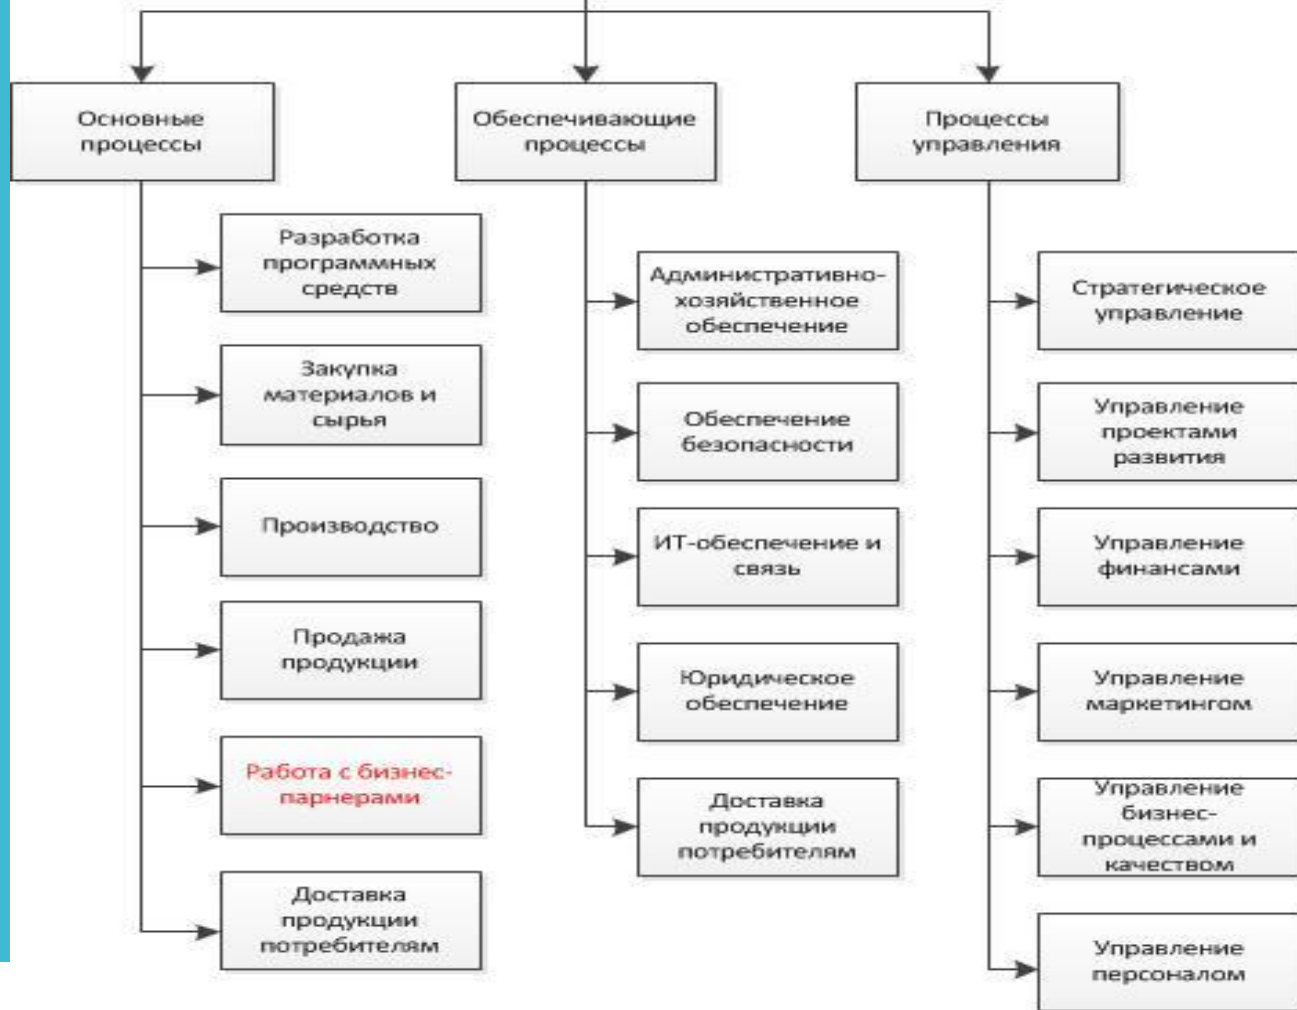 Основные
процессы
Обеспечивающие
процессы
Процессы
управления
Разработка
программных
средств
Закупка
материалов и
сырья
Производство
Продажа
продукции
Работа с бизнес-
парнерами
Доставка
продукции
потребителям
Административно-
хозяйственное
обеспечение
Обеспечение
безопасности
ИТ-обеспечение и
связь
Юридическое
обеспечение
Доставка
продукции
потребителям
Стратегическое
управление
Управление
проектами
развития
Управление
финансами
Управление
маркетингом
Управление
бизнес-
процессами и
качеством
Управление
персоналом